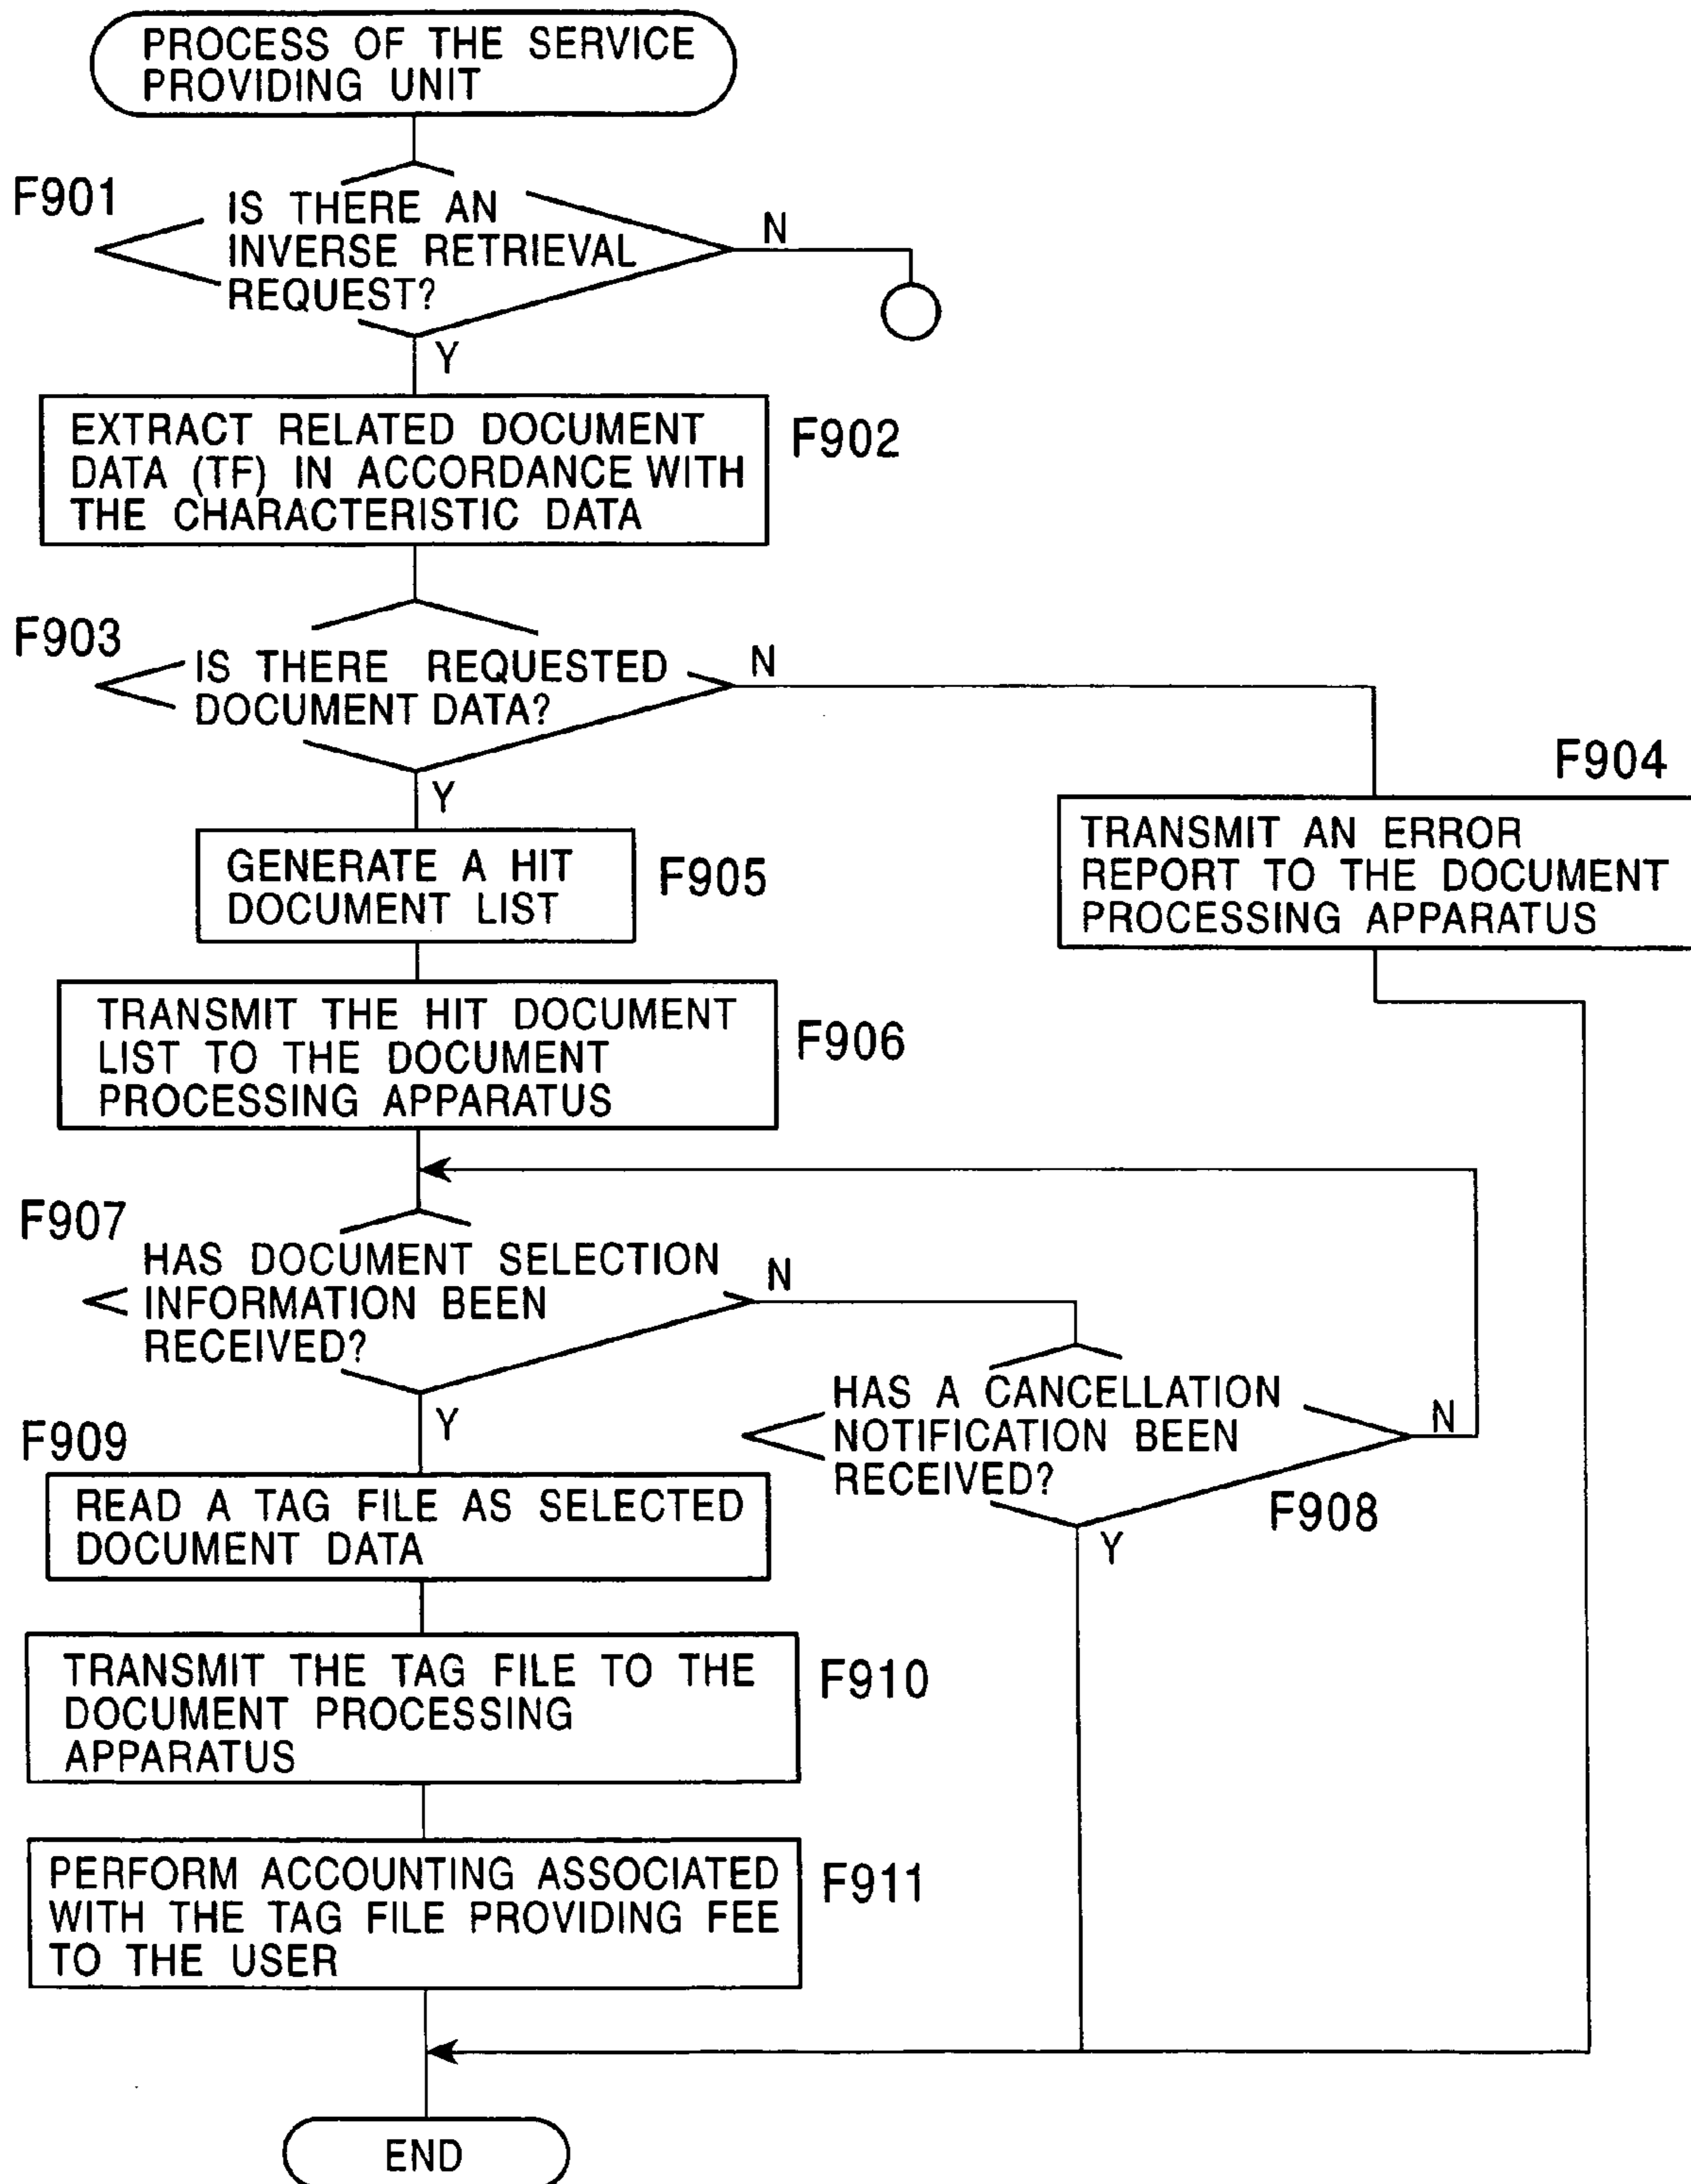 PROCESS OF THE SERVICE
PROVIDING UNIT
F901
IS THERE AN
INVERSE RETRIEVAL
REQUEST?
N
Y
EXTRACT RELATED DOCUMENT
DATA (TF) IN ACCORDANCE WITH
THE CHARACTERISTIC DATA
F902
F903
IS THERE REQUESTED
DOCUMENT DATA?
N
Y
F904
TRANSMIT AN ERROR
REPORT TO THE DOCUMENT
PROCESSING APPARATUS
GENERATE A HIT
DOCUMENT LIST
F905
TRANSMIT THE HIT DOCUMENT
LIST TO THE DOCUMENT
PROCESSING APPARATUS
F906
F907
HAS DOCUMENT SELECTION
INFORMATION BEEN
RECEIVED?
N
Y
HAS A CANCELLATION
NOTIFICATION BEEN
RECEIVED?
N
F908
Y
F909
READ A TAG FILE AS SELECTED
DOCUMENT DATA
TRANSMIT THE TAG FILE TO THE
DOCUMENT PROCESSING
APPARATUS
F910
PERFORM ACCOUNTING ASSOCIATED
WITH THE TAG FILE PROVIDING FEE
TO THE USER
F911
END